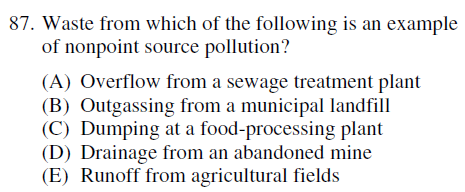 87. Waste from which of the following is an example
of nonpoint source pollution?
(A) Overflow from a sewage treatment plant
(B) Outgassing from a municipal landfill
(C) Dumping at a food-processing plant
(D) Drainage from an abandoned mine
(E) Runoff from agricultural fields